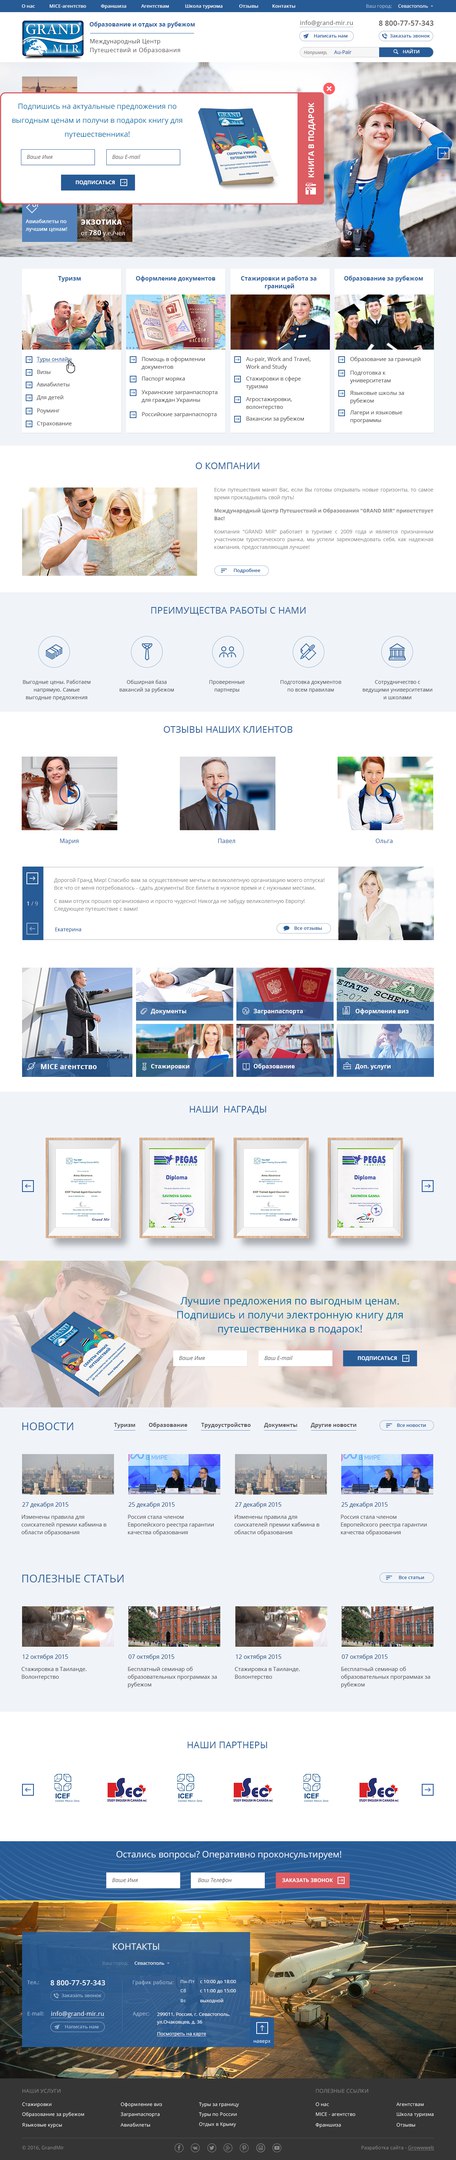 О нас MICE-агентство Франшиза Агентствам Школа туризма Отзывы Контакты Ваш город: Севастополь
GRAND MIR
Образование и отдых за рубежом
Международный Центр
Путешествий и Образования
info@grand-mir.ru
8 800-77-57-343
Написать нам
Заказать звонок
Например, Au-Pair
НАЙТИ
Подпишись на актуальные предложения по
выгодным ценам и получи в подарок книгу для
путешественника!
Ваше Имя
Ваш E-mail
ПОДПИСАТЬСЯ
КНИГА В ПОДАРОК
Авиабилеты по
лучшим ценам!
ЭКЗОТИКА
от 780 у.е/чел
Туризм
Туры онлайн
Визы
Авиабилеты
Для детей
Роуминг
Страхование
Оформление документов
Помощь в оформлении
документов
Паспорт моряка
Украинские загранпаспорта
для граждан Украины
Российские загранпаспорта
Стажировки и работа за
границей
Au-pair, Work and Travel,
Work and Study
Стажировки в сфере
туризма
Агростажировки,
волонтерство
Вакансии за рубежом
Образование за рубежом
Образование за границей
Подготовка к
университетам
Языковые школы за
рубежом
Лагери и языковые
программы
О КОМПАНИИ
Если путешествия манят Вас, если Вы готовы открывать новые горизонты, то самое
время прокладывать свой путь!
Международный Центр Путешествий и Образования "GRAND MIR" приветствует
Вас!
Компания "GRAND MIR" работает в туризме с 2009 года и является признанным
участником туристического рынка, мы успели зарекомендовать себя, как надежная
компания, предоставляющая лучшее!
Подробнее
ПРЕИМУЩЕСТВА РАБОТЫ С НАМИ
Выгодные цены. Работаем
напрямую. Самые
выгодные предложения
Обширная база
вакансий за рубежом
Проверенные
партнеры
Подготовка документов
по всем правилам
Сотрудничество с
ведущими университетами
и школами
ОТЗЫВЫ НАШИХ КЛИЕНТОВ
Мария
Павел
Ольга
1 / 9
Дорогой Гранд Мир! Спасибо вам за осуществление мечты и великолепную организацию моего отпуска!
Все что от меня потребовалось - сдать документы! Все билеты в нужное время и с нужными местами.
С вами отпуск прошел организовано и просто чудесно! Никогда не забуду великолепную Европу!
Следующее путешествие с вами!
Екатерина
Все отзывы
MICE агентство
Документы
Загранпаспорта
Оформление виз
Стажировки
Образование
Доп. услуги
НАШИ НАГРАДЫ
PEGAS
Diploma
PEGAS
Diploma
Лучшие предложения по выгодным ценам.
Подпишись и получи электронную книгу для
путешественника в подарок!
Ваше Имя
Ваш E-mail
ПОДПИСАТЬСЯ
НОВОСТИ
Туризм Образование Трудоустройство Документы Другие новости
Все новости
27 декабря 2015
Изменены правила для
соискателей премии кабмина в
области образования
25 декабря 2015
Россия стала членом
Европейского реестра гарантии
качества образования
27 декабря 2015
Изменены правила для
соискателей премии кабмина в
области образования
25 декабря 2015
Россия стала членом
Европейского реестра гарантии
качества образования
ПОЛЕЗНЫЕ СТАТЬИ
Все статьи
12 октября 2015
Стажировка в Таиланде.
Волонтерство
07 октября 2015
Бесплатный семинар об
образовательных программах за
рубежом
12 октября 2015
Стажировка в Таиланде.
Волонтерство
07 октября 2015
Бесплатный семинар об
образовательных программах за
рубежом
НАШИ ПАРТНЕРЫ
ICEF
SEC
ICEF
SEC
ICEF
SEC
Остались вопросы? Оперативно проконсультируем!
Ваше Имя
Ваш Телефон
ЗАКАЗАТЬ ЗВОНОК
КОНТАКТЫ
Ваш город: Севастополь
Тел.: 8 800-77-57-343
Заказать звонок
E-mail: info@grand-mir.ru
Написать нам
График работы: Пн-Пт с 10:00 до 18:00
Сб с 11:00 до 15:00
Вс выходной
Адрес: 299011, Россия, г. Севастополь,
ул.Очаковцев, д. 36
Посмотреть на карте
наверх
НАШИ УСЛУГИ
Стажировки
Образование за рубежом
Языковые курсы
Оформление виз
Загранпаспорта
Авиабилеты
Туры за границу
Туры по России
Отдых в Крыму
ПОЛЕЗНЫЕ ССЫЛКИ
О нас
MICE - агентство
Франшиза
Агентствам
Школа туризма
Отзывы
© 2016, GrandMir
Разработка сайта - Growwweb